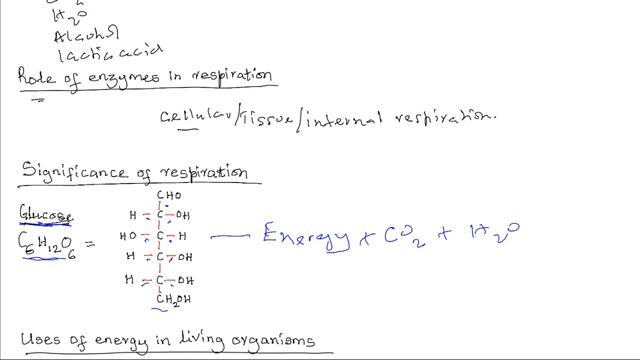 H₂O
Alcohol
lactic acid
Role of enzymes in respiration
Cellular/Tissue/internal respiration.
Significance of respiration
Glucose
C₆H₁₂O₆ =
CHO
H – C – OH
HO – C – H
H – C – OH
H – C – OH
CH₂OH
— Energy + CO₂ + H₂O
Uses of energy in living organisms